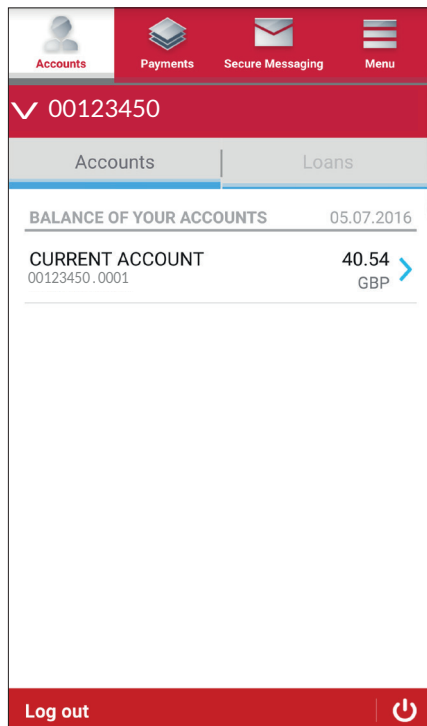 Accounts Payments Secure Messaging Menu
00123450
Accounts Loans
BALANCE OF YOUR ACCOUNTS 05.07.2016
CURRENT ACCOUNT 40.54
00123450.0001 GBP
Log out